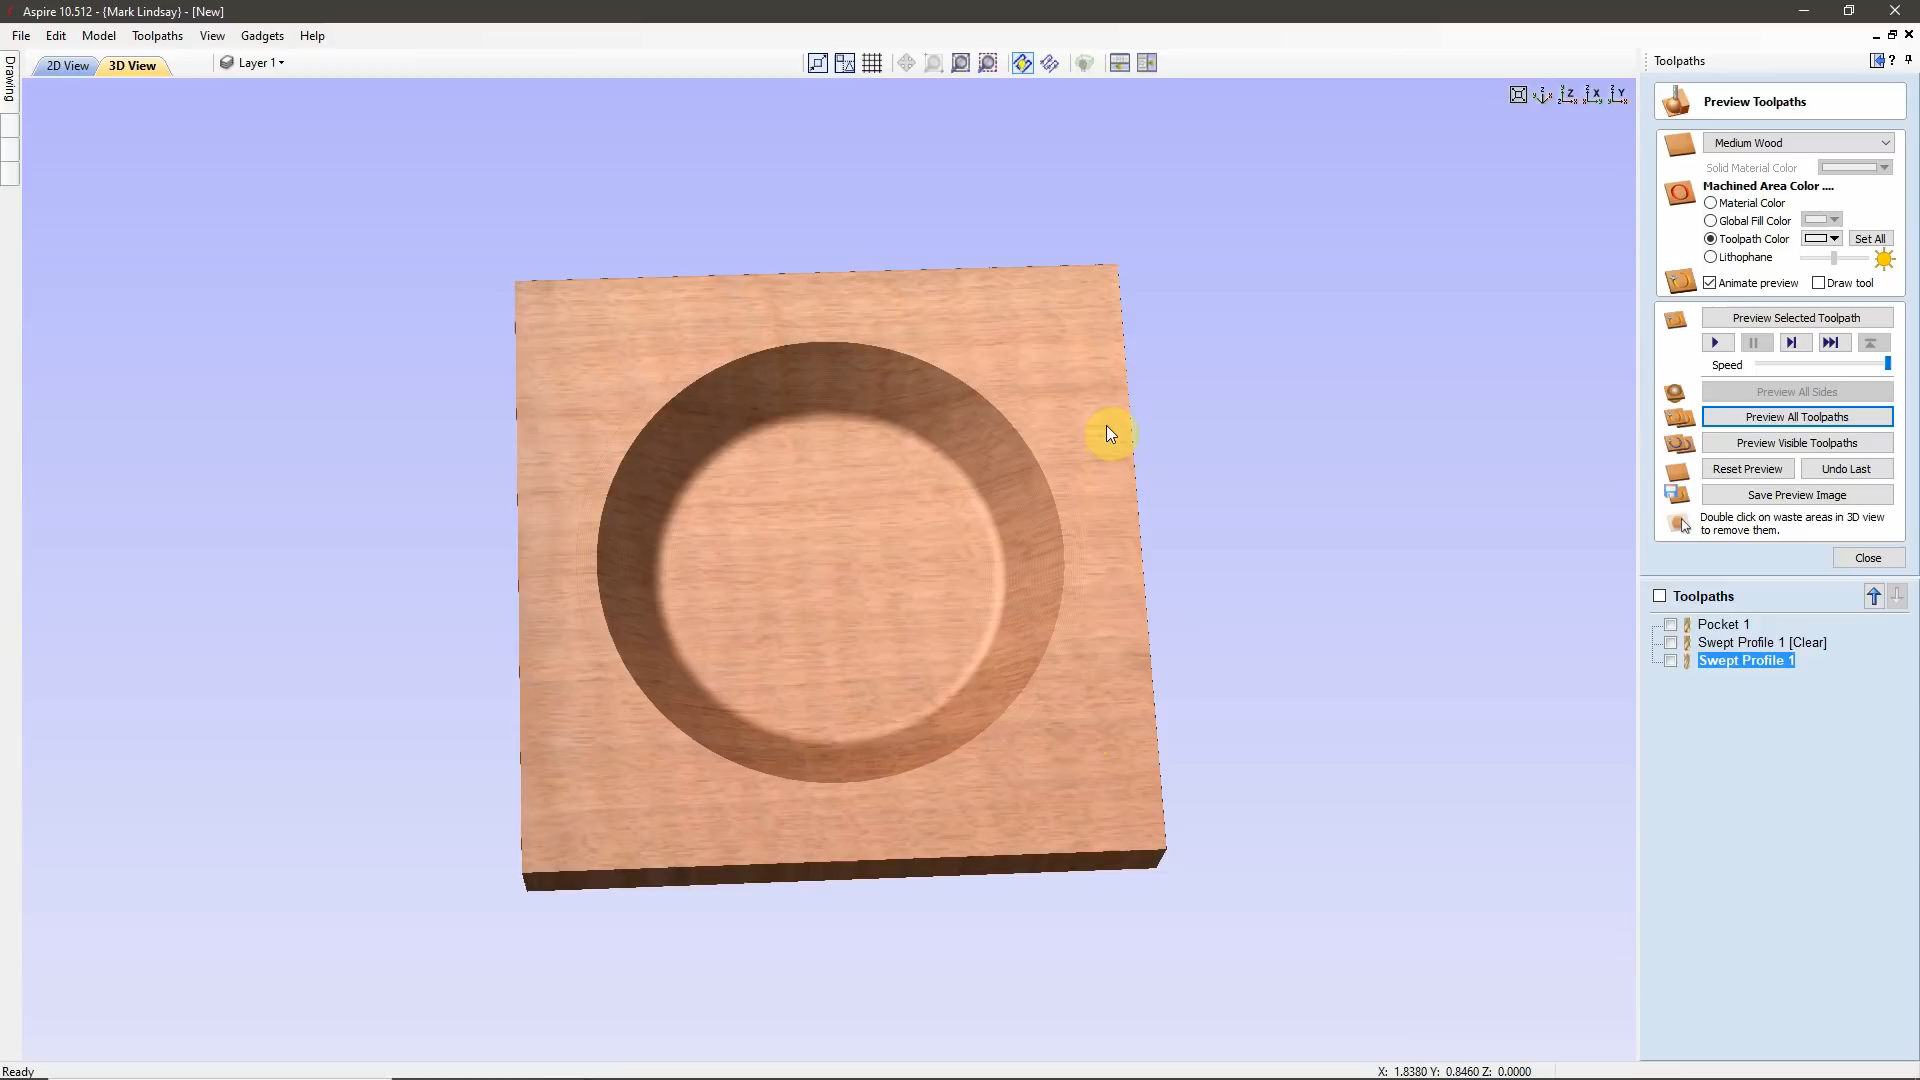 Aspire 10.512 - {Mark Lindsay} - [New]
File Edit Model Toolpaths View Gadgets Help
Drawing
2D View 3D View Layer 1
Toolpaths
Z X Y
Preview Toolpaths
Medium Wood
Solid Material Color
Machined Area Color ....
Material Color
Global Fill Color
Toolpath Color Set All
Lithophane
Animate preview Draw tool
Preview Selected Toolpath
Speed
Preview All Sides
Preview All Toolpaths
Preview Visible Toolpaths
Reset Preview Undo Last
Save Preview Image
Double click on waste areas in 3D view
to remove them.
Close
Toolpaths
Pocket 1
Swept Profile 1 [Clear]
Swept Profile 1
Ready X: 1.8380 Y: 0.8460 Z: 0.0000